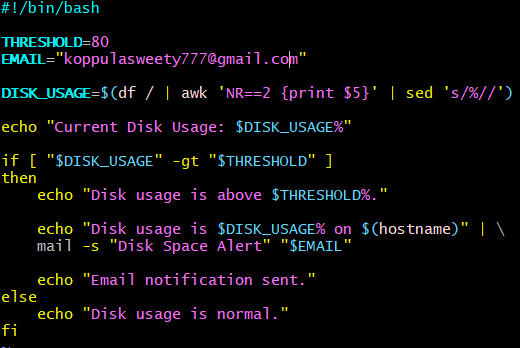 #!/bin/bash

THRESHOLD=80
EMAIL="koppulasweety777@gmail.com"

DISK_USAGE=$(df / | awk 'NR==2 {print $5}' | sed 's/%//')

echo "Current Disk Usage: $DISK_USAGE%"

if [ "$DISK_USAGE" -gt "$THRESHOLD" ]
then
    echo "Disk usage is above $THRESHOLD%."

    echo "Disk usage is $DISK_USAGE% on $(hostname)" | \
    mail -s "Disk Space Alert" "$EMAIL"

    echo "Email notification sent."
else
    echo "Disk usage is normal."
fi